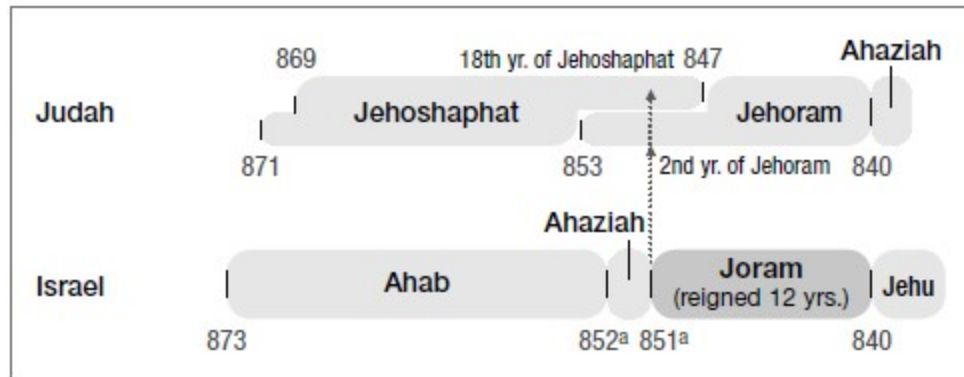 Ahaziah
869 18th yr. of Jehoshaphat 847
Judah Jehoshaphat Jehoram
871 853 2nd yr. of Jehoram 840
Ahaziah
Israel Ahab Joram Jehu
(reigned 12 yrs.)
873 852ª 851ª 840